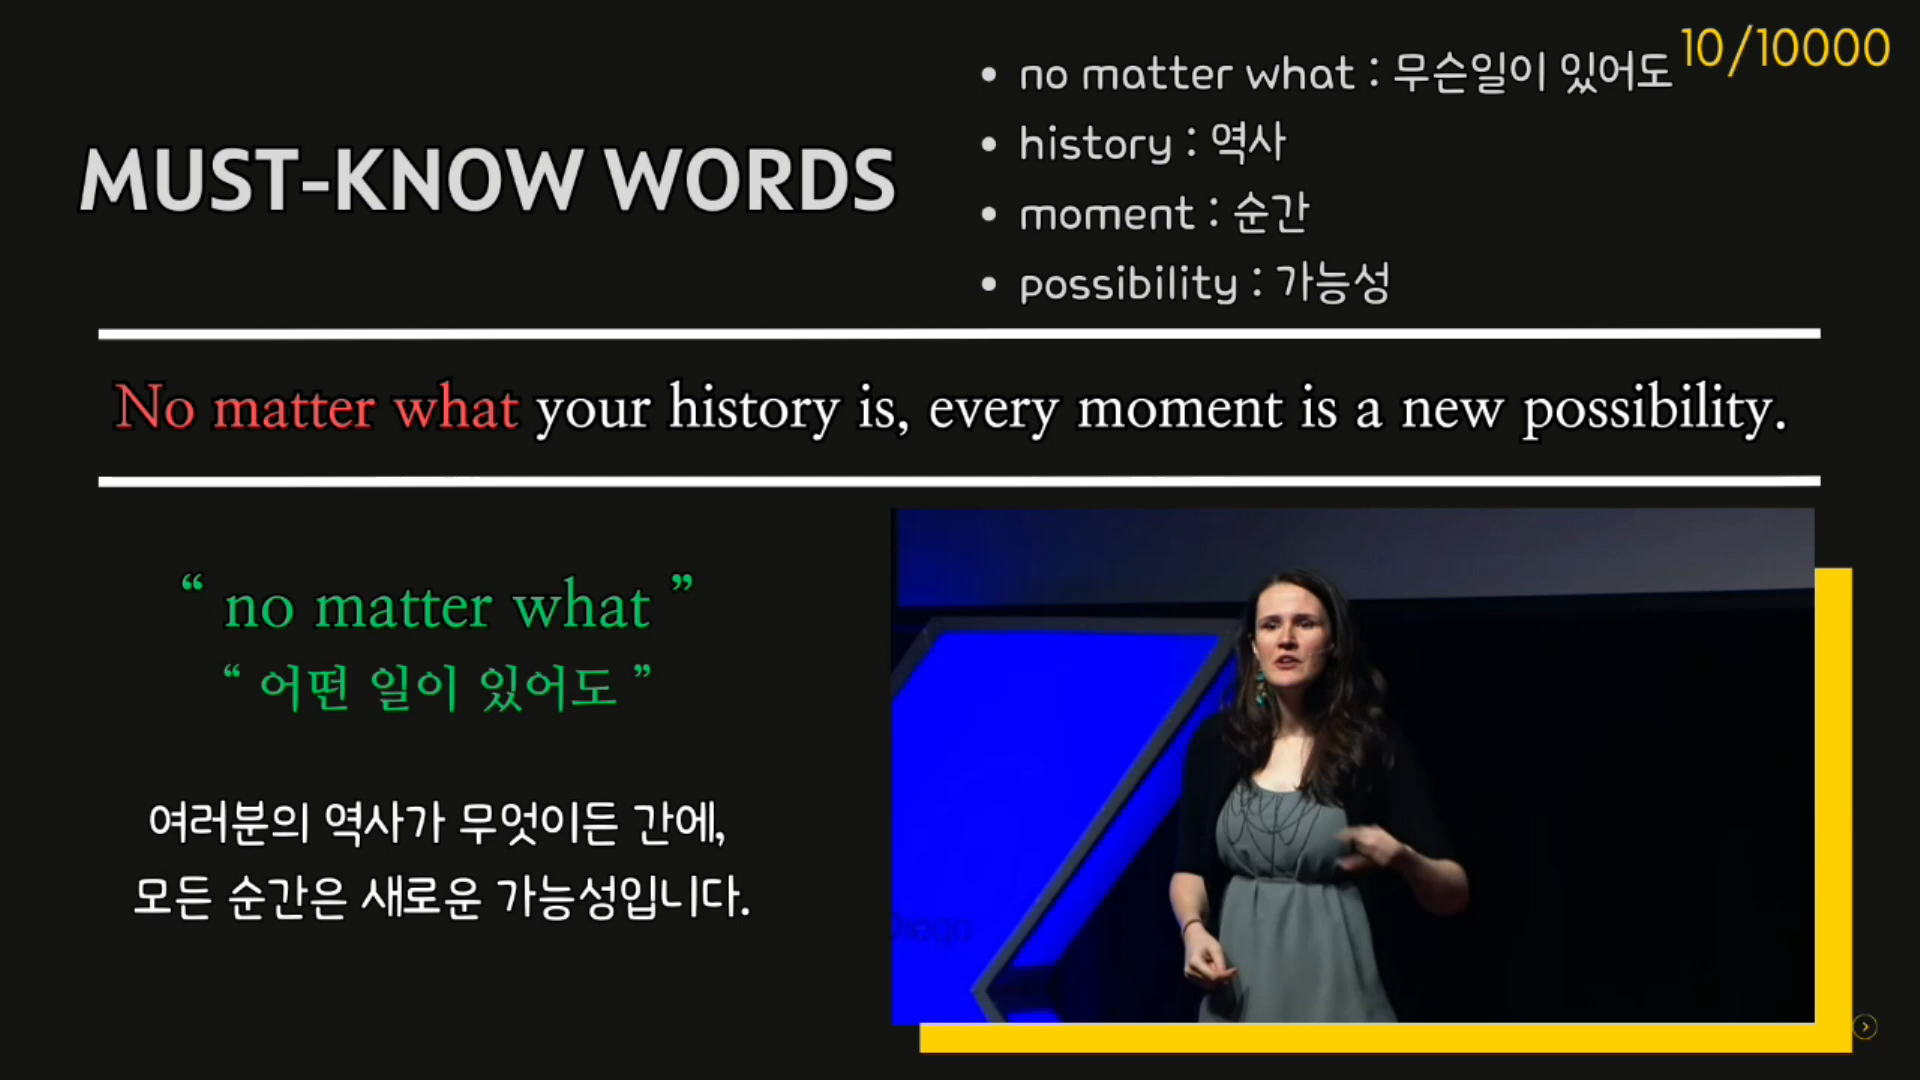 10/10000
MUST-KNOW WORDS
• no matter what : 무슨일이 있어도
• history : 역사
• moment : 순간
• possibility : 가능성
No matter what your history is, every moment is a new possibility.
“ no matter what ”
“ 어떤 일이 있어도 ”
여러분의 역사가 무엇이든 간에,
모든 순간은 새로운 가능성입니다.
Diego